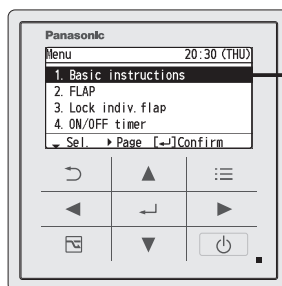 Panasonic
Menu 20:30 (THU)
1. Basic instructions
2. FLAP
3. Lock indiv. flap
4. ON/OFF timer
Sel. Page [↵]Confirm